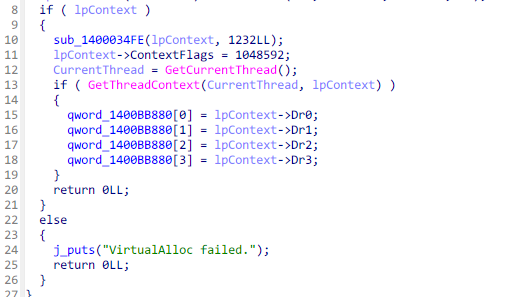 8 if ( lpContext )
9 {
10 sub_1400034FE(lpContext, 1232LL);
11 lpContext->ContextFlags = 1048592;
12 CurrentThread = GetCurrentThread();
13 if ( GetThreadContext(CurrentThread, lpContext) )
14 {
15 qword_1400BB880[0] = lpContext->Dr0;
16 qword_1400BB880[1] = lpContext->Dr1;
17 qword_1400BB880[2] = lpContext->Dr2;
18 qword_1400BB880[3] = lpContext->Dr3;
19 }
20 return 0LL;
21 }
22 else
23 {
24 j_puts("VirtualAlloc failed.");
25 return 0LL;
26 }
27 }